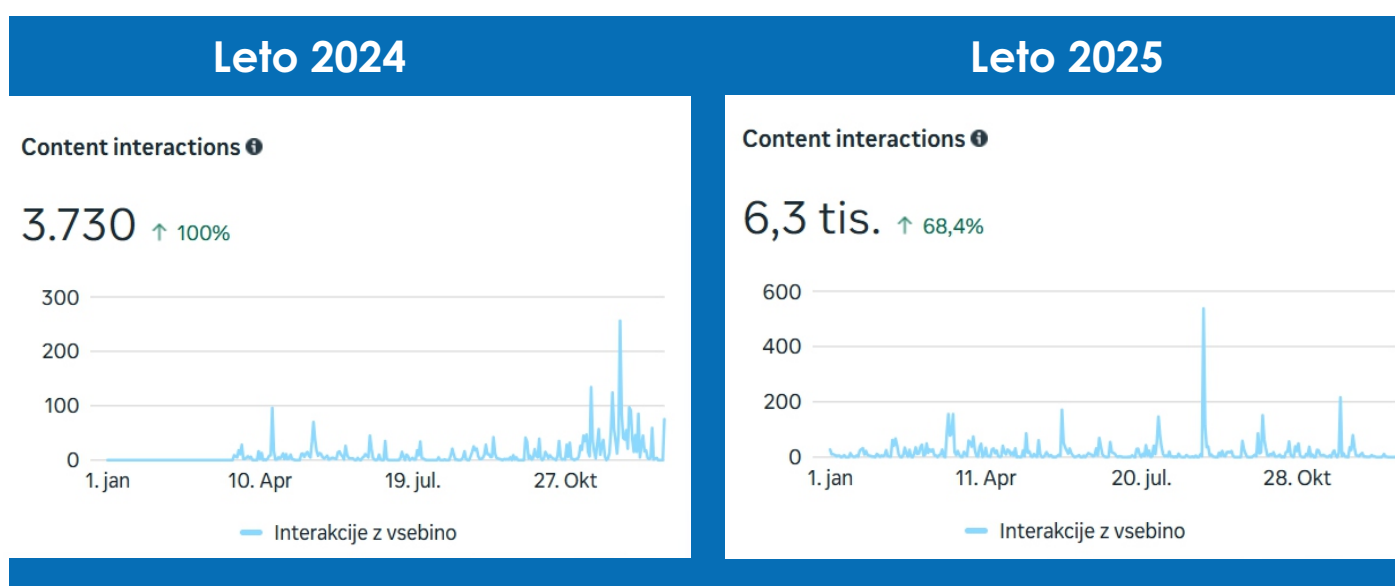 Leto 2024
Content interactions
3.730 ↑ 100%
300
200
100
0
1. jan 10. Apr 19. jul. 27. Okt
Interakcije z vsebino
Leto 2025
Content interactions
6,3 tis. ↑ 68,4%
600
400
200
0
1. jan 11. Apr 20. jul. 28. Okt
Interakcije z vsebino